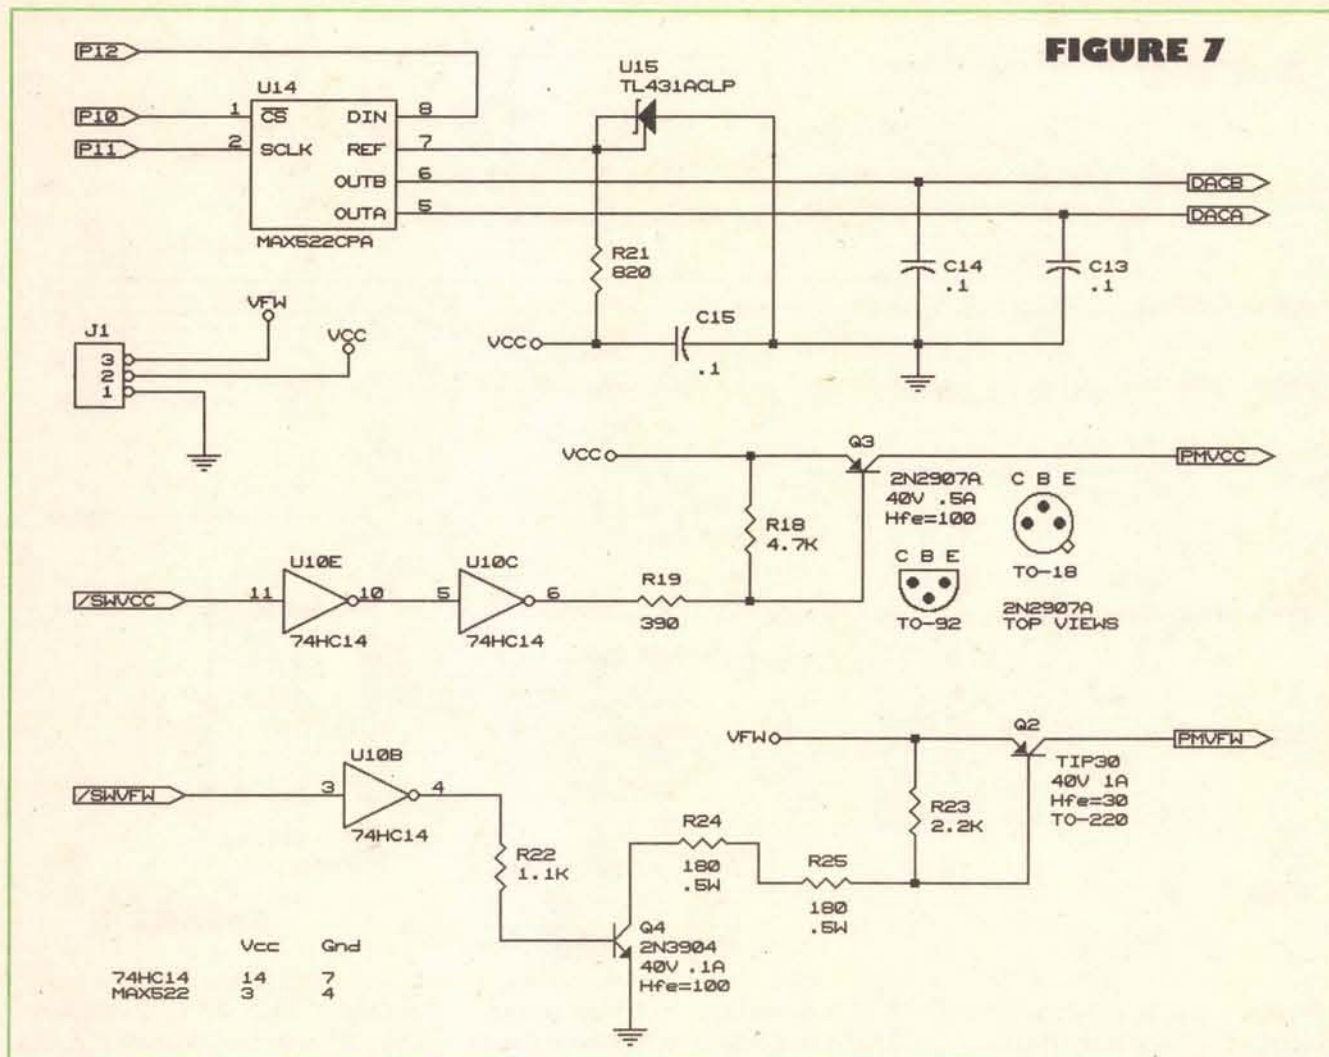 FIGURE 7
P12
U14
U15
TL431ACLP
P10
1
CS
DIN
8
P11
2
SCLK
REF
7
OUTB
6
DACB
OUTA
5
DACA
MAX522CPA
R21
820
C14
.1
C13
.1
VFW
VCC
J1
3
2
1
VCC
C15
.1
VCC
Q3
PMVCC
2N2907A
40V .5A
Hfe=100
C B E
TO-18
R18
4.7K
C B E
TO-92
2N2907A
TOP VIEWS
/SWVCC
11
U10E
10
74HC14
5
U10C
6
74HC14
R19
390
VFW
Q2
PMVFW
TIP30
40V 1A
Hfe=30
TO-220
/SWVFW
3
U10B
4
74HC14
R23
2.2K
R24
180
.5W
R25
180
.5W
R22
1.1K
Q4
2N3904
40V .1A
Hfe=100
Vcc Gnd
74HC14 14 7
MAX522 3 4